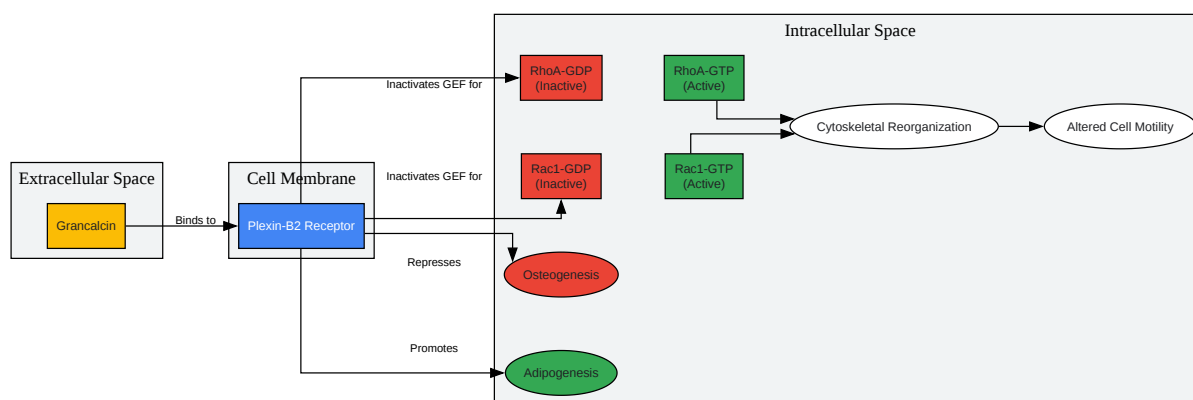 Intracellular Space
RhoA-GDP
(Inactive)
RhoA-GTP
(Active)
Inactivates GEF for
Cytoskeletal Reorganization
Altered Cell Motility
Extracellular Space
Cell Membrane
Inactivates GEF for
Rac1-GDP
(Inactive)
Rac1-GTP
(Active)
Grancalcin
Binds to
Plexin-B2 Receptor
Represses
Osteogenesis
Promotes
Adipogenesis